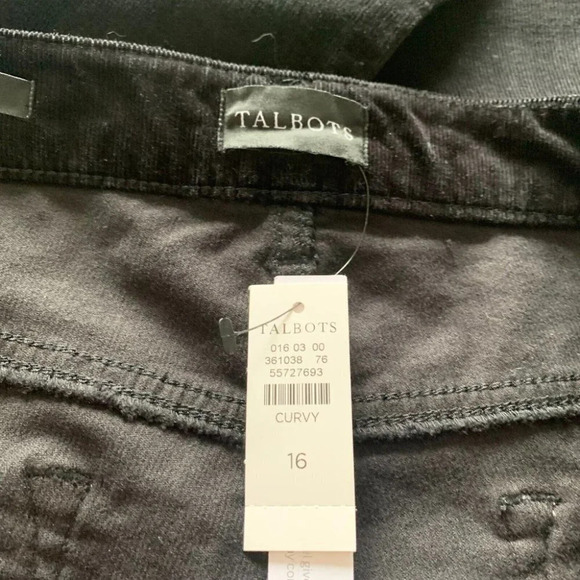 TALBOTS
TALBOTS
016 03 00
361038 76
55727693
CURVY
16